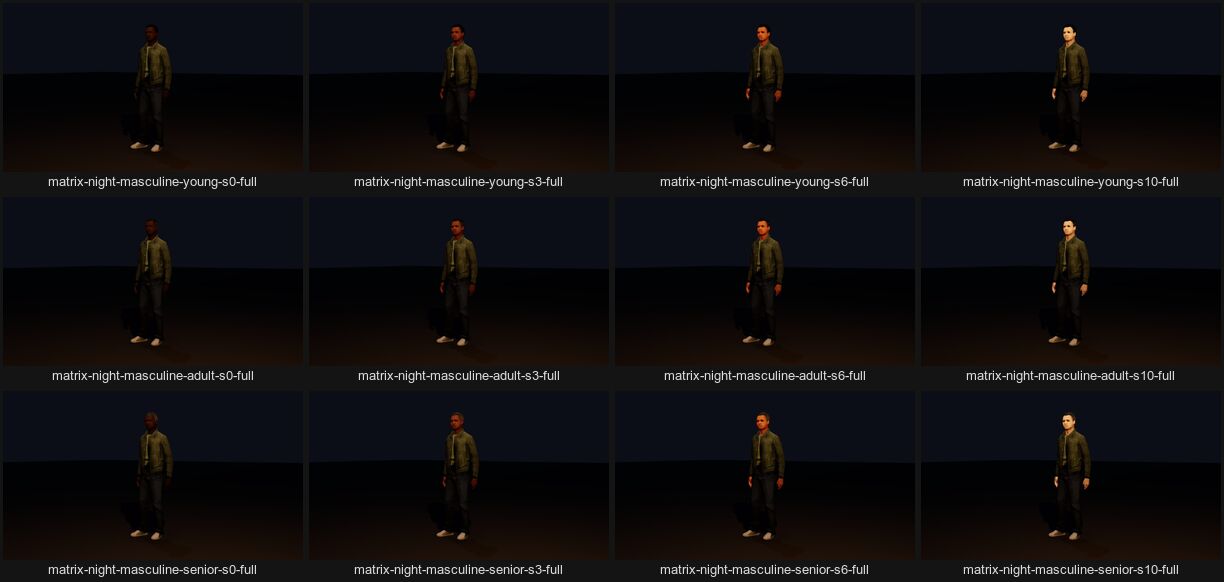 matrix-night-masculine-young-s0-full
matrix-night-masculine-young-s3-full
matrix-night-masculine-young-s6-full
matrix-night-masculine-young-s10-full
matrix-night-masculine-adult-s0-full
matrix-night-masculine-adult-s3-full
matrix-night-masculine-adult-s6-full
matrix-night-masculine-adult-s10-full
matrix-night-masculine-senior-s0-full
matrix-night-masculine-senior-s3-full
matrix-night-masculine-senior-s6-full
matrix-night-masculine-senior-s10-full